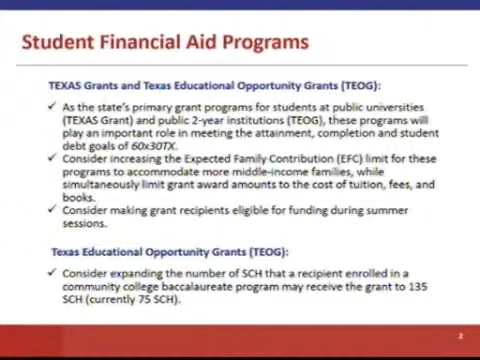 Student Financial Aid Programs
TEXAS Grants and Texas Educational Opportunity Grants (TEOG):
✓ As the state's primary grant programs for students at public universities
(TEXAS Grant) and public 2-year institutions (TEOG), these programs will
play an important role in meeting the attainment, completion and student
debt goals of 60x30TX.
✓ Consider increasing the Expected Family Contribution (EFC) limit for these
programs to accommodate more middle-income families, while
simultaneously limit grant award amounts to the cost of tuition, fees, and
books.
✓ Consider making grant recipients eligible for funding during summer
sessions.
Texas Educational Opportunity Grants (TEOG):
✓ Consider expanding the number of SCH that a recipient enrolled in a
community college baccalaureate program may receive the grant to 135
SCH (currently 75 SCH).
2